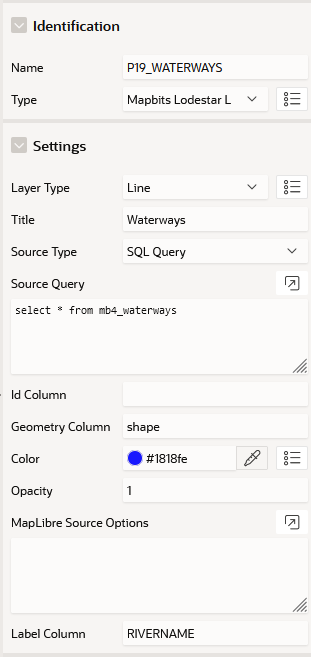 Identification
Name P19_WATERWAYS
Type Mapbits Lodestar L
Settings
Layer Type Line
Title Waterways
Source Type SQL Query
Source Query
select * from mb4_waterways
Id Column
Geometry Column shape
Color #1818fe
Opacity 1
MapLibre Source Options
Label Column RIVERNAME